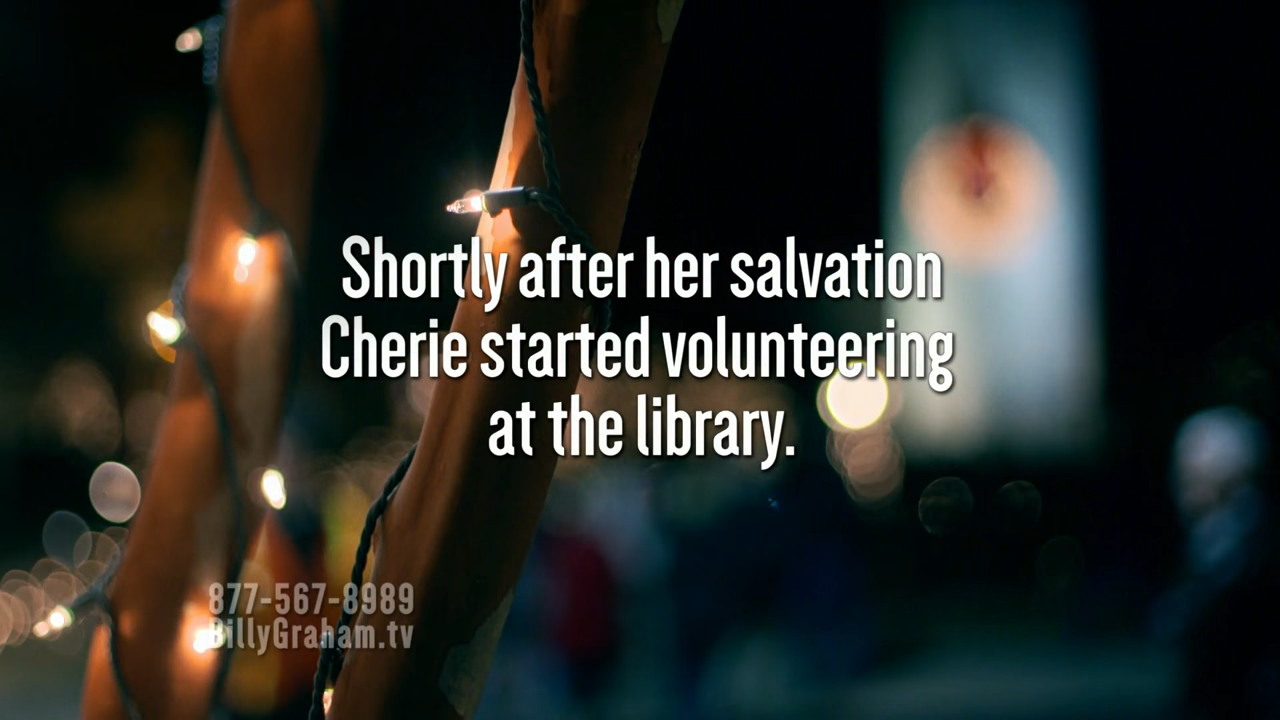 Shortly after her salvation
Cherie started volunteering
at the library.
877-567-8989
BillyGraham.tv